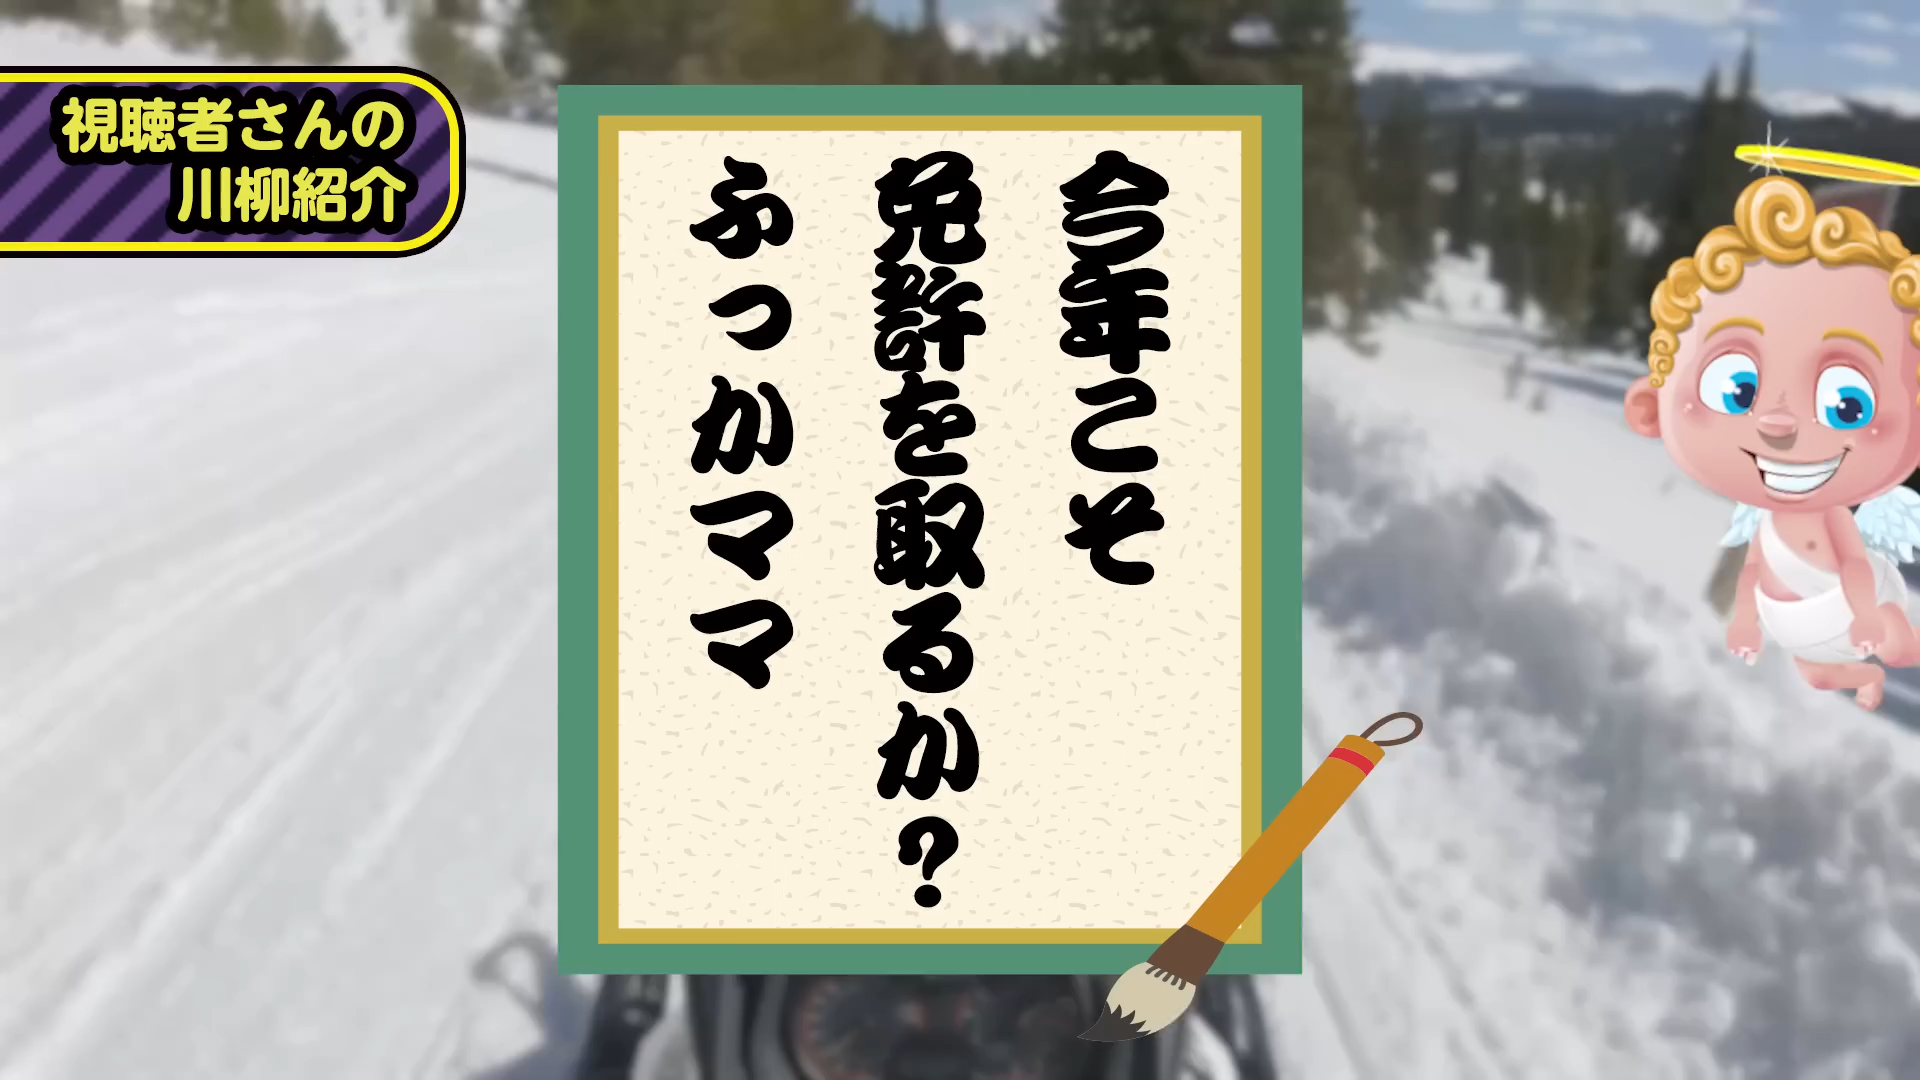 視聴者さんの
川柳紹介
今年こそ
免許を取るか?
ふっかママ